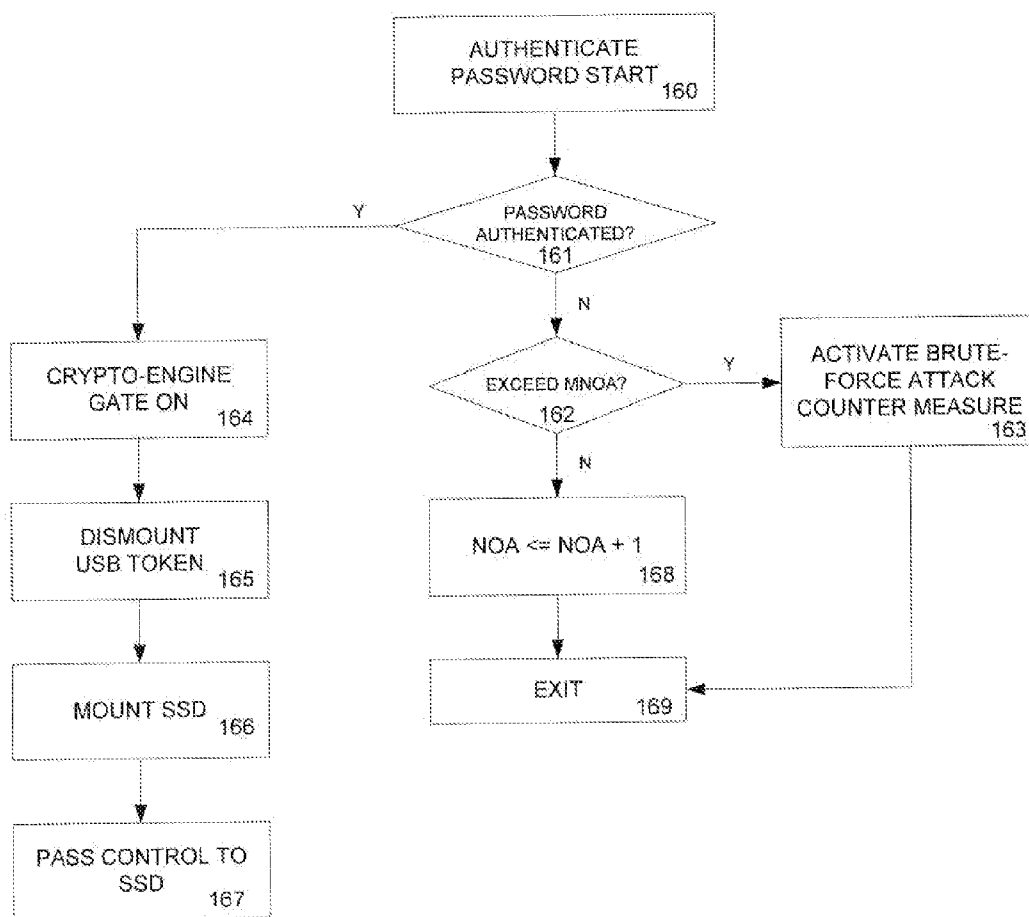 AUTHENTICATE
PASSWORD START
160
Y
PASSWORD
AUTHENTICATED?
161
N
CRYPTO-ENGINE
GATE ON
164
EXCEED MNOA?
162
Y
ACTIVATE BRUTE-
FORCE ATTACK
COUNTER MEASURE
163
N
DISMOUNT
USB TOKEN
165
NOA <= NOA + 1
168
MOUNT SSD
166
EXIT
169
PASS CONTROL TO
SSD
167